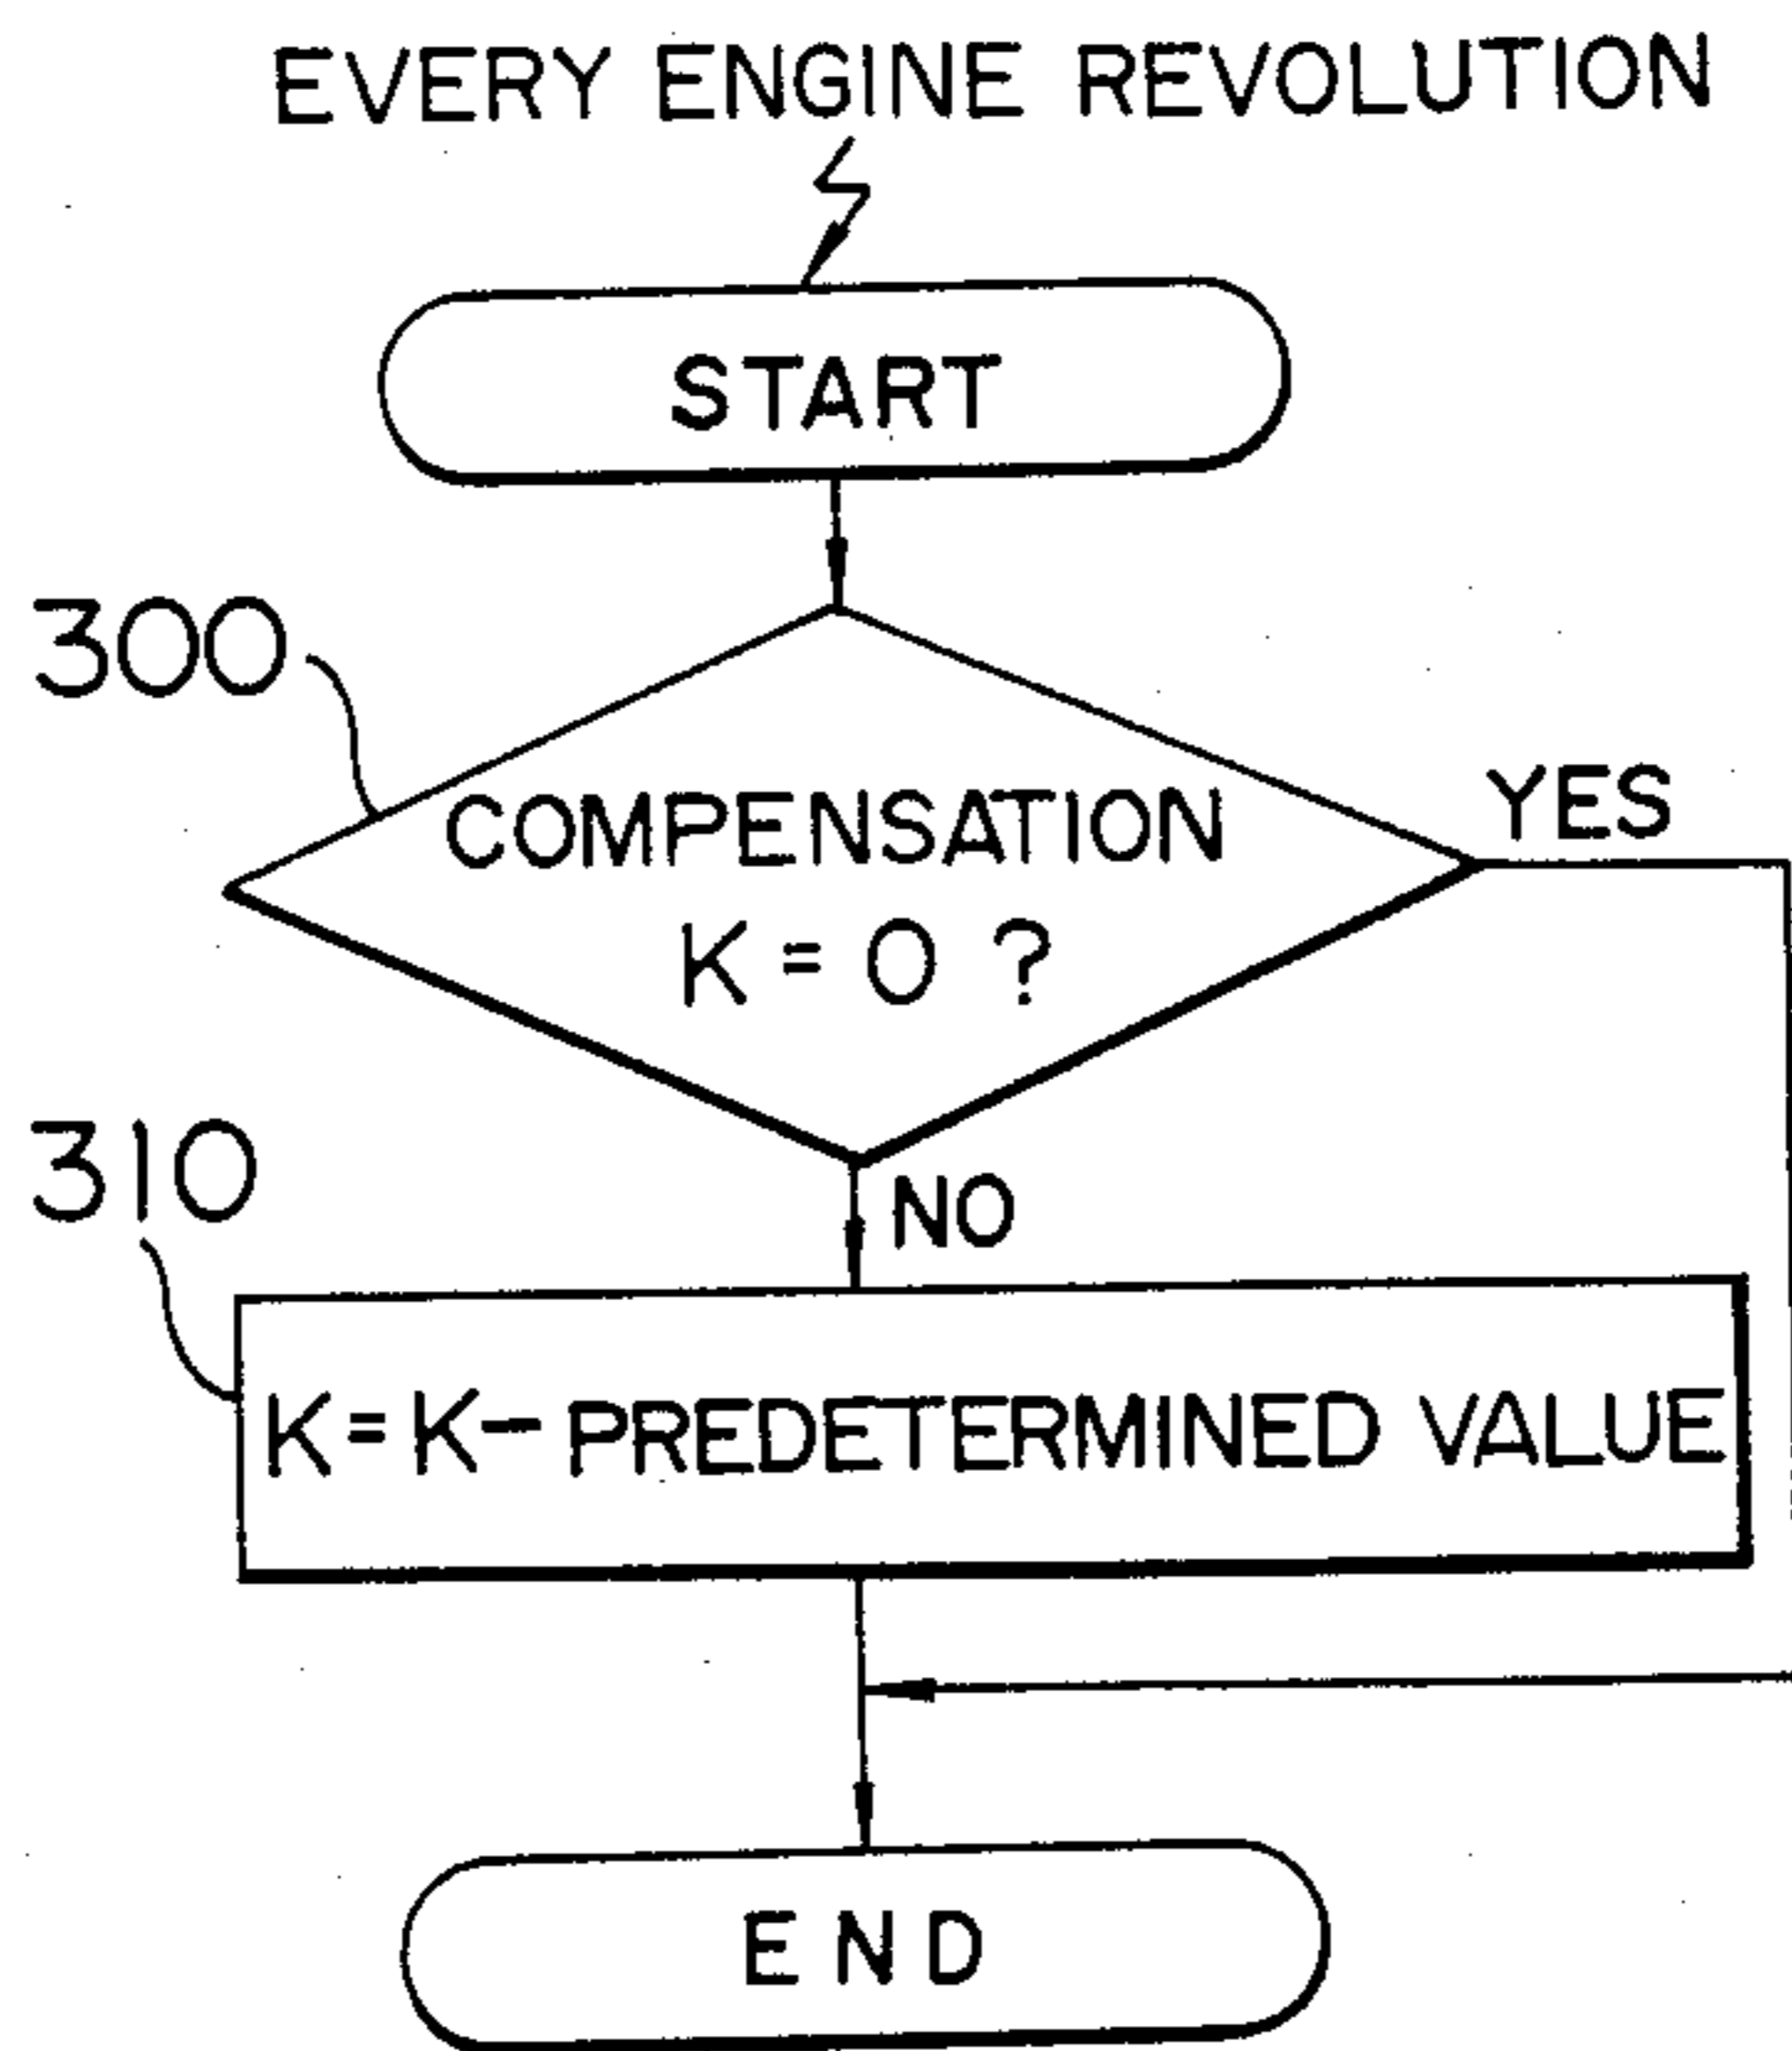 EVERY ENGINE REVOLUTION
START
300
COMPENSATION
K = 0 ?
YES
310
NO
K = K - PREDETERMINED VALUE
END